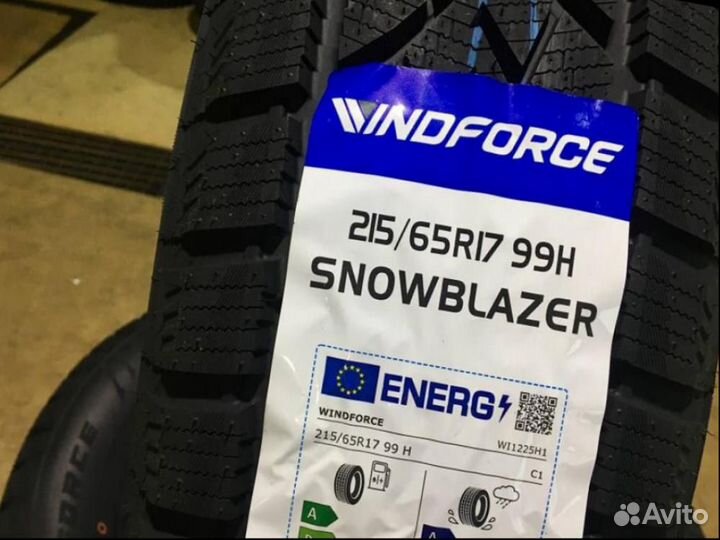 WINDFORCE
215/65R17 99H
SNOWBLAZER
ENERG
WINDFORCE
WI1225H1
215/65R17 99 H
C1
A
A
Avito